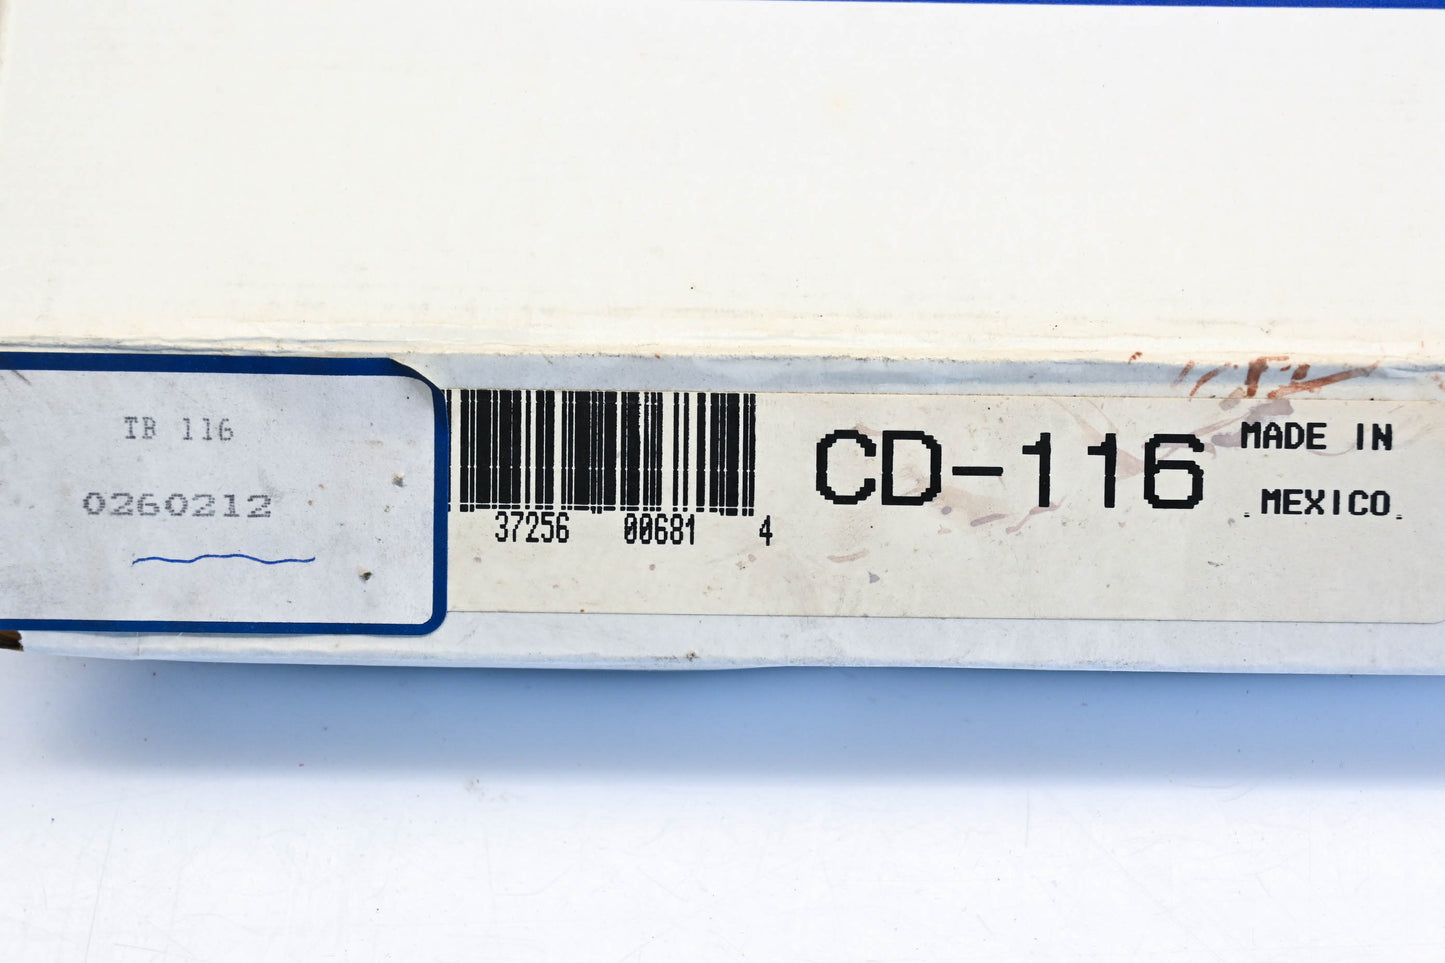 TB 116
0260212
37256 00681 4
CD-116
MADE IN
MEXICO